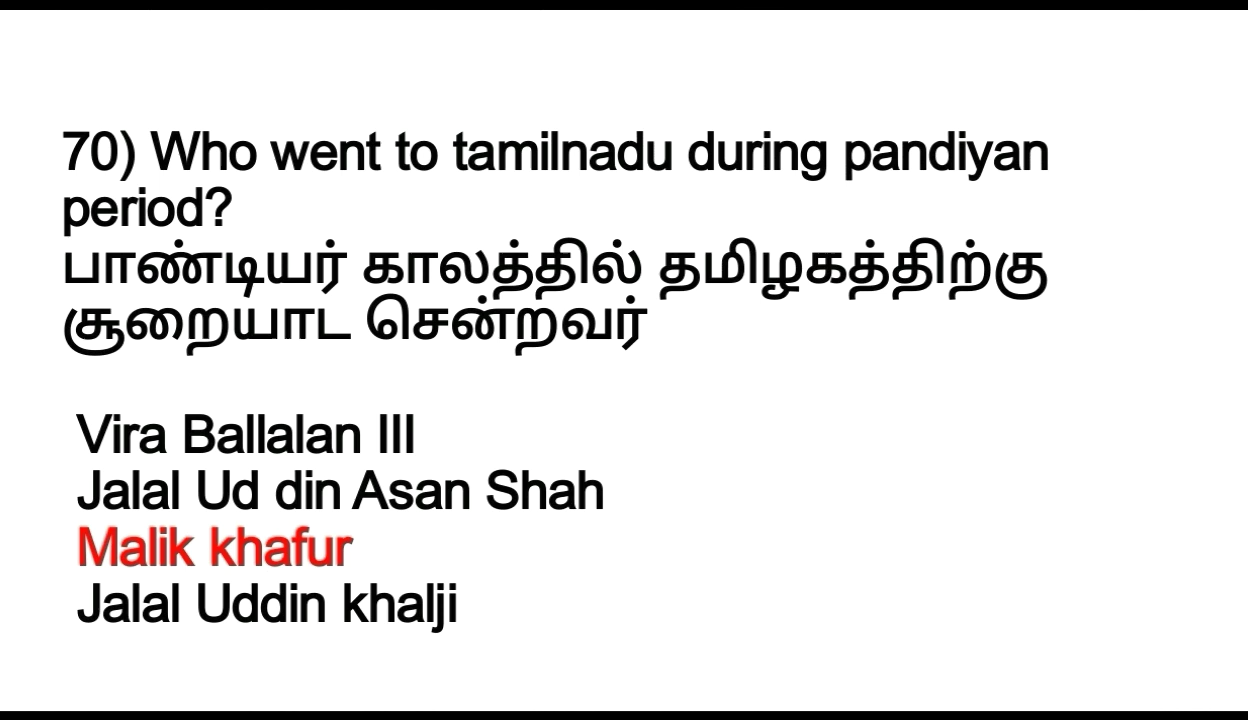 70) Who went to tamilnadu during pandiyan
period?
பாண்டியர் காலத்தில் தமிழகத்திற்கு
சூறையாட சென்றவர்
Vira Ballalan III
Jalal Ud din Asan Shah
Malik khafur
Jalal Uddin khalji